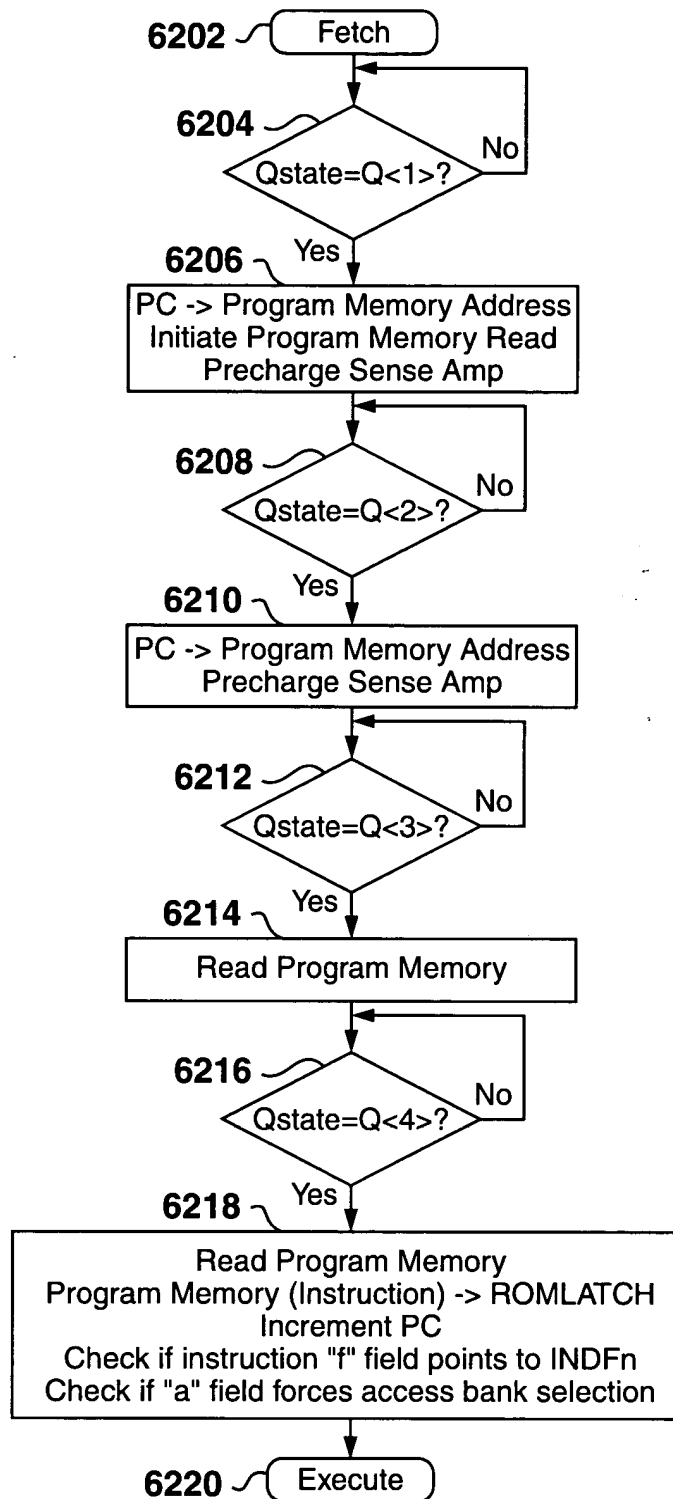 6202 Fetch
6204
Qstate=Q<1>? No
Yes
6206
PC -> Program Memory Address
Initiate Program Memory Read
Precharge Sense Amp
6208
Qstate=Q<2>? No
Yes
6210
PC -> Program Memory Address
Precharge Sense Amp
6212
Qstate=Q<3>? No
Yes
6214
Read Program Memory
6216
Qstate=Q<4>? No
Yes
6218
Read Program Memory
Program Memory (Instruction) -> ROMLATCH
Increment PC
Check if instruction "f" field points to INDFn
Check if "a" field forces access bank selection
6220 Execute